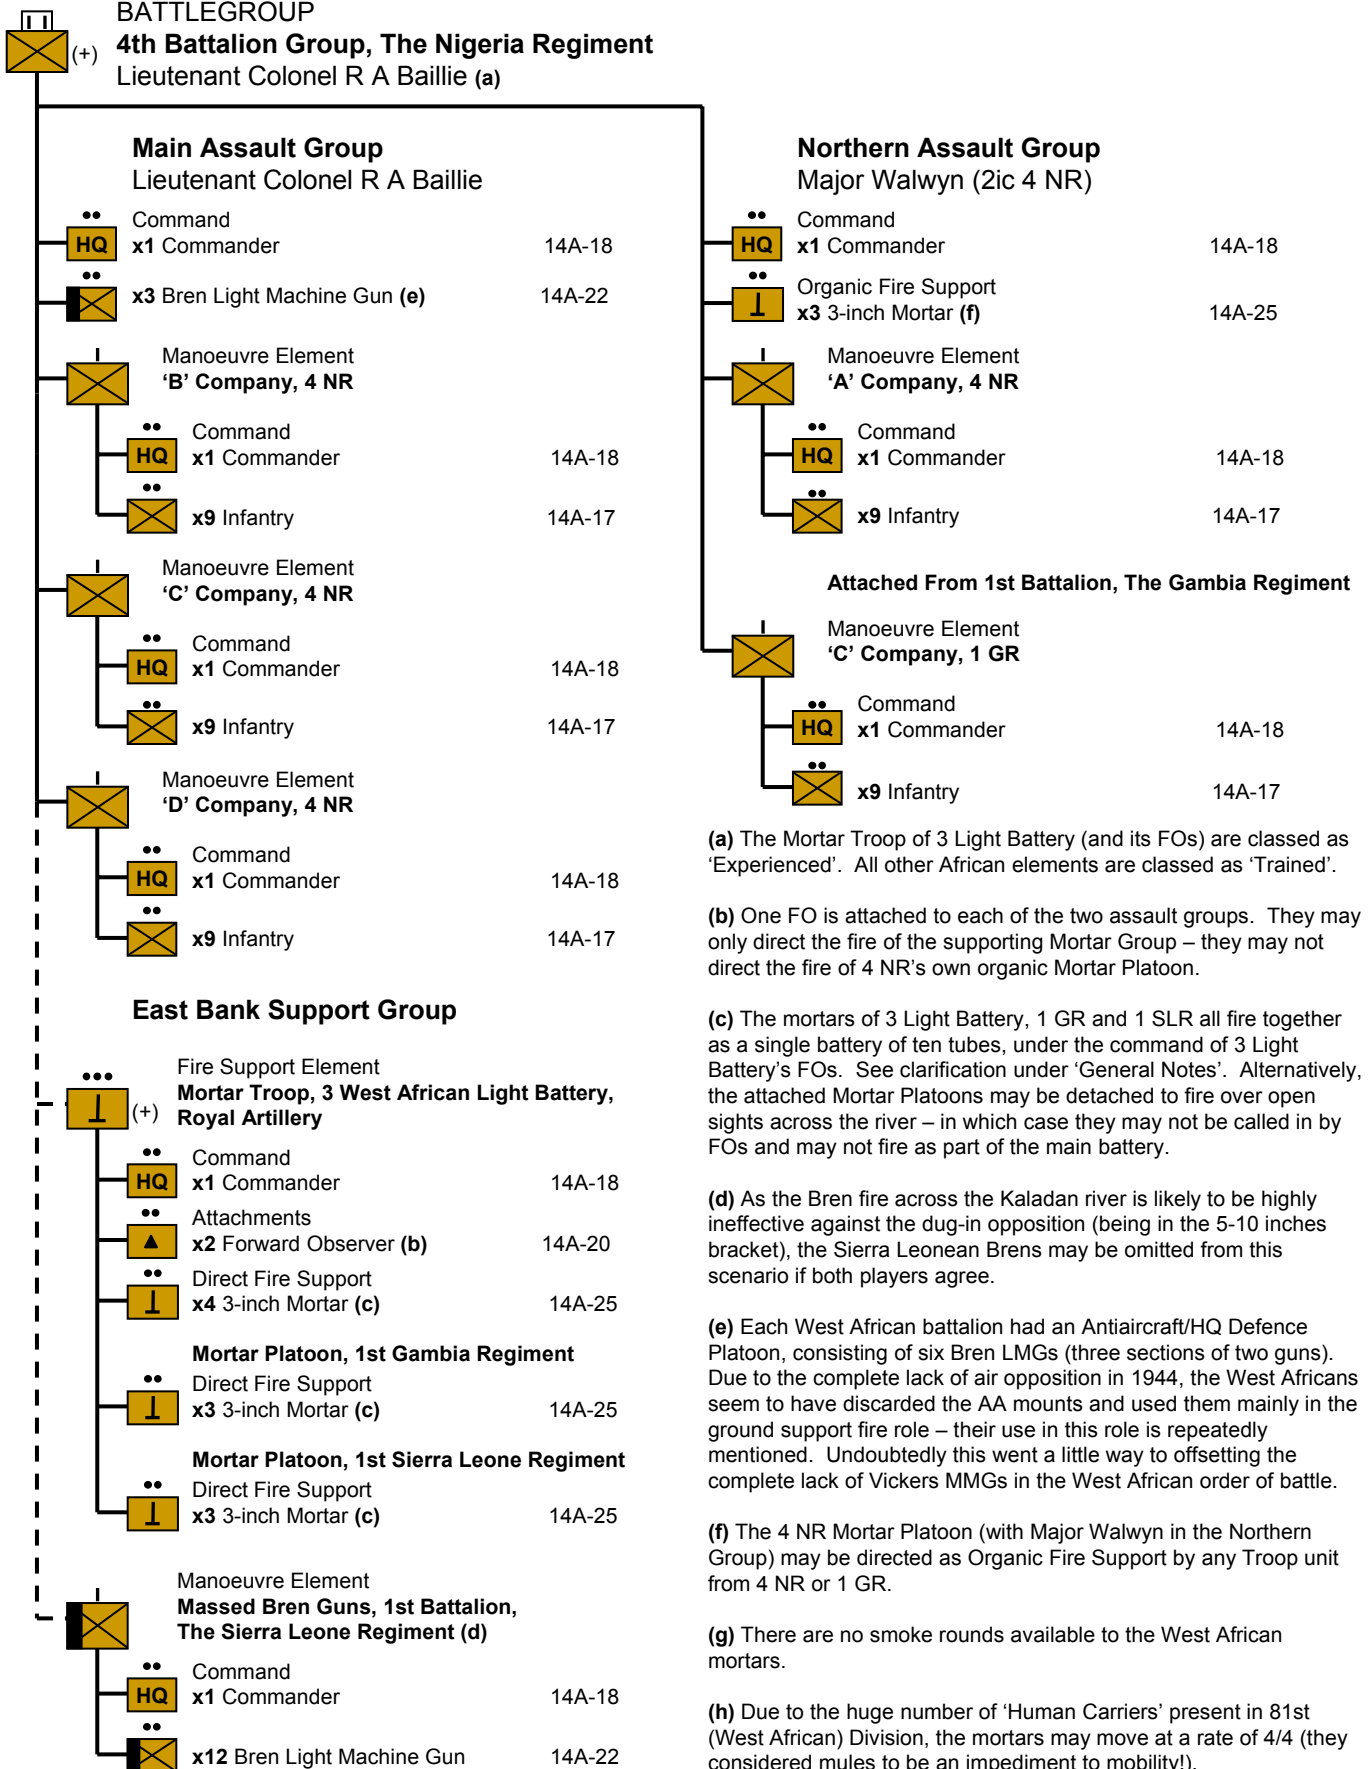 BATTLEGROUP
(+) 4th Battalion Group, The Nigeria Regiment
Lieutenant Colonel R A Baillie (a)
Main Assault Group
Lieutenant Colonel R A Baillie
Command
HQ x1 Commander 14A-18
x3 Bren Light Machine Gun (e) 14A-22
Manoeuvre Element
‘B’ Company, 4 NR
Command
HQ x1 Commander 14A-18
x9 Infantry 14A-17
Manoeuvre Element
‘C’ Company, 4 NR
Command
HQ x1 Commander 14A-18
x9 Infantry 14A-17
Manoeuvre Element
‘D’ Company, 4 NR
Command
HQ x1 Commander 14A-18
x9 Infantry 14A-17
East Bank Support Group
Fire Support Element
Mortar Troop, 3 West African Light Battery,
(+) Royal Artillery
Command
HQ x1 Commander 14A-18
Attachments
x2 Forward Observer (b) 14A-20
Direct Fire Support
x4 3-inch Mortar (c) 14A-25
Mortar Platoon, 1st Gambia Regiment
Direct Fire Support
x3 3-inch Mortar (c) 14A-25
Mortar Platoon, 1st Sierra Leone Regiment
Direct Fire Support
x3 3-inch Mortar (c) 14A-25
Manoeuvre Element
Massed Bren Guns, 1st Battalion,
The Sierra Leone Regiment (d)
Command
HQ x1 Commander 14A-18
x12 Bren Light Machine Gun 14A-22
Northern Assault Group
Major Walwyn (2ic 4 NR)
Command
HQ x1 Commander 14A-18
Organic Fire Support
x3 3-inch Mortar (f) 14A-25
Manoeuvre Element
‘A’ Company, 4 NR
Command
HQ x1 Commander 14A-18
x9 Infantry 14A-17
Attached From 1st Battalion, The Gambia Regiment
Manoeuvre Element
‘C’ Company, 1 GR
Command
HQ x1 Commander 14A-18
x9 Infantry 14A-17
(a) The Mortar Troop of 3 Light Battery (and its FOs) are classed as
‘Experienced’. All other African elements are classed as ‘Trained’.
(b) One FO is attached to each of the two assault groups. They may
only direct the fire of the supporting Mortar Group – they may not
direct the fire of 4 NR’s own organic Mortar Platoon.
(c) The mortars of 3 Light Battery, 1 GR and 1 SLR all fire together
as a single battery of ten tubes, under the command of 3 Light
Battery’s FOs. See clarification under ‘General Notes’. Alternatively,
the attached Mortar Platoons may be detached to fire over open
sights across the river – in which case they may not be called in by
FOs and may not fire as part of the main battery.
(d) As the Bren fire across the Kaladan river is likely to be highly
ineffective against the dug-in opposition (being in the 5-10 inches
bracket), the Sierra Leonean Brens may be omitted from this
scenario if both players agree.
(e) Each West African battalion had an Antiaircraft/HQ Defence
Platoon, consisting of six Bren LMGs (three sections of two guns).
Due to the complete lack of air opposition in 1944, the West Africans
seem to have discarded the AA mounts and used them mainly in the
ground support fire role – their use in this role is repeatedly
mentioned. Undoubtedly this went a little way to offsetting the
complete lack of Vickers MMGs in the West African order of battle.
(f) The 4 NR Mortar Platoon (with Major Walwyn in the Northern
Group) may be directed as Organic Fire Support by any Troop unit
from 4 NR or 1 GR.
(g) There are no smoke rounds available to the West African
mortars.
(h) Due to the huge number of ‘Human Carriers’ present in 81st
(West African) Division, the mortars may move at a rate of 4/4 (they
considered mules to be an impediment to mobility!).